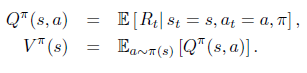 Q^π(s, a) = 𝔼 [R_t| s_t = s, a_t = a, π] ,
V^π(s) = 𝔼_{a∼π(s)} [Q^π(s, a)] .